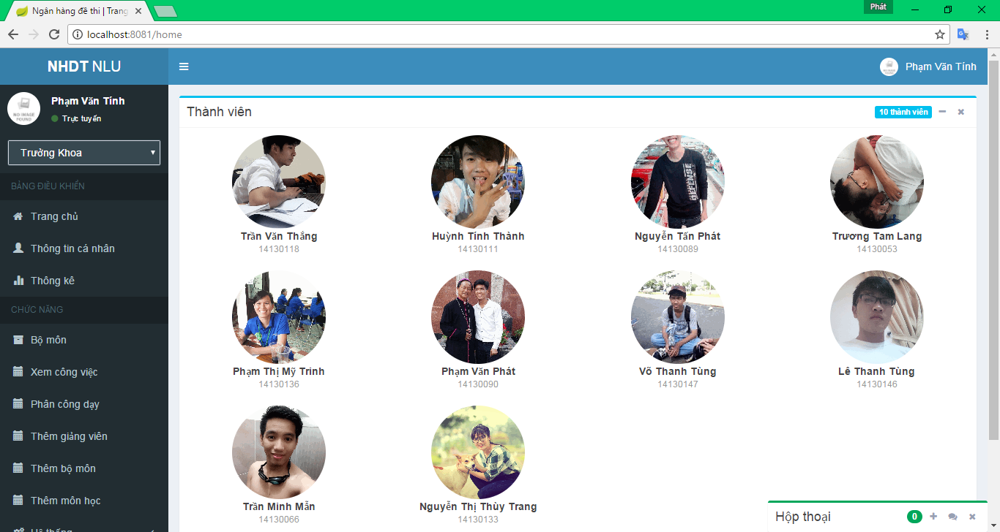 Ngân hàng đề thi | Trang
Phát
localhost:8081/home
NHDT NLU
Phạm Văn Tính
Phạm Văn Tính
Trực tuyến
Trưởng Khoa
BẢNG ĐIỀU KHIỂN
Trang chủ
Thông tin cá nhân
Thống kê
CHỨC NĂNG
Bộ môn
Xem công việc
Phân công dạy
Thêm giảng viên
Thêm bộ môn
Thêm môn học
Hệ thống
Thành viên
10 thành viên
Trần Văn Thắng
14130118
Huỳnh Tính Thành
14130111
Nguyễn Tấn Phát
14130089
Trương Tam Lang
14130053
Phạm Thị Mỹ Trinh
14130136
Phạm Văn Phát
14130090
Võ Thanh Tùng
14130147
Lê Thanh Tùng
14130146
Trần Minh Mẫn
14130066
Nguyễn Thị Thùy Trang
14130133
Hộp thoại
0